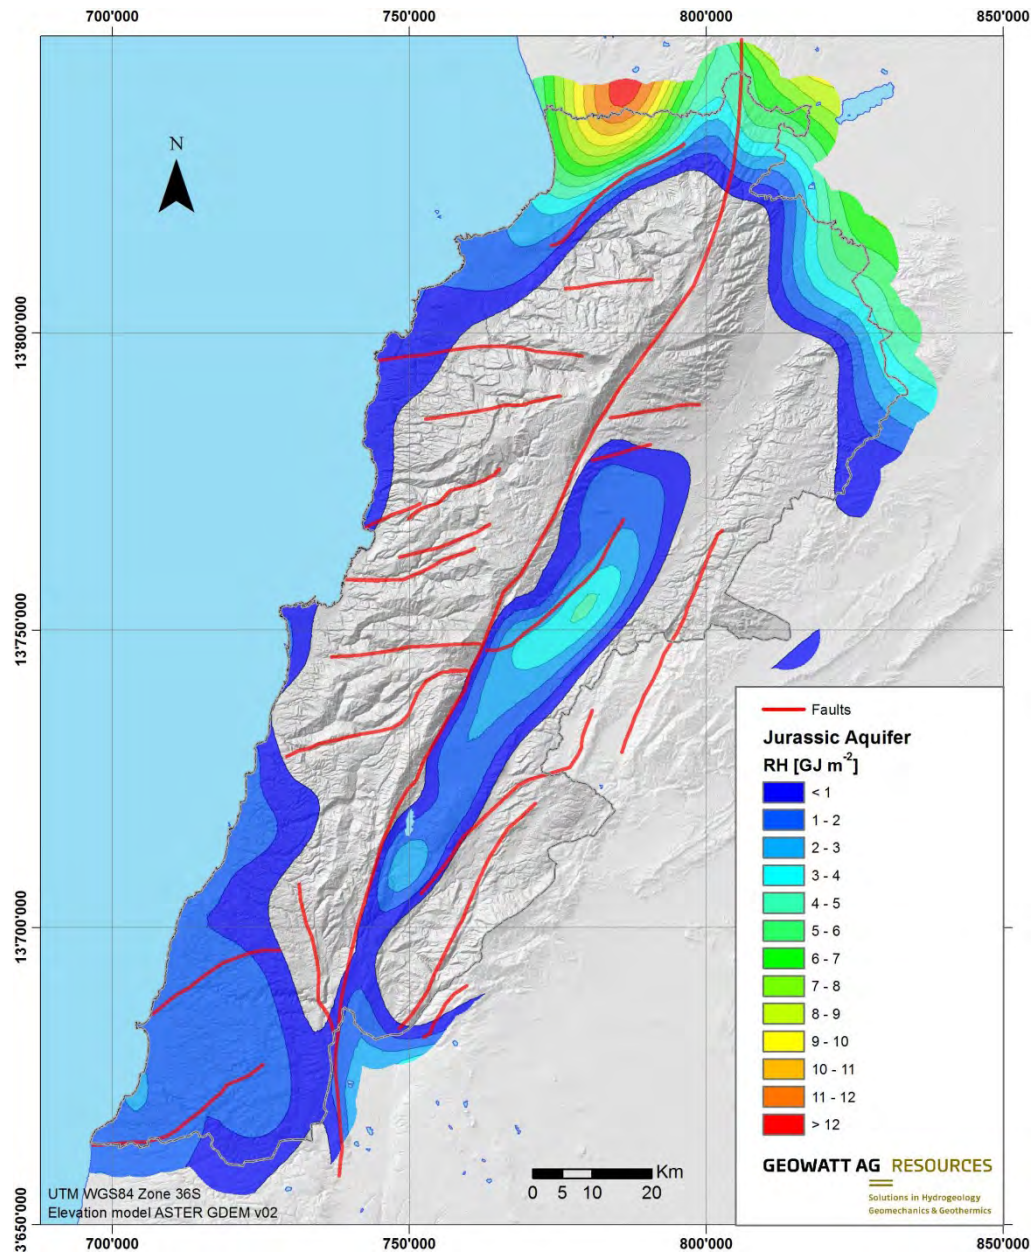 700'000 750'000 800'000 850'000
N
3'800'000
3'750'000
3'700'000
3'650'000
Faults
Jurassic Aquifer
RH [GJ m⁻²]
< 1
1 - 2
2 - 3
3 - 4
4 - 5
5 - 6
6 - 7
7 - 8
8 - 9
9 - 10
10 - 11
11 - 12
> 12
GEOWATT AG RESOURCES
Solutions in Hydrogeology
Geomechanics & Geothermics
Km
0 5 10 20
UTM WGS84 Zone 36S
Elevation model ASTER GDEM v02
700'000 750'000 800'000 850'000